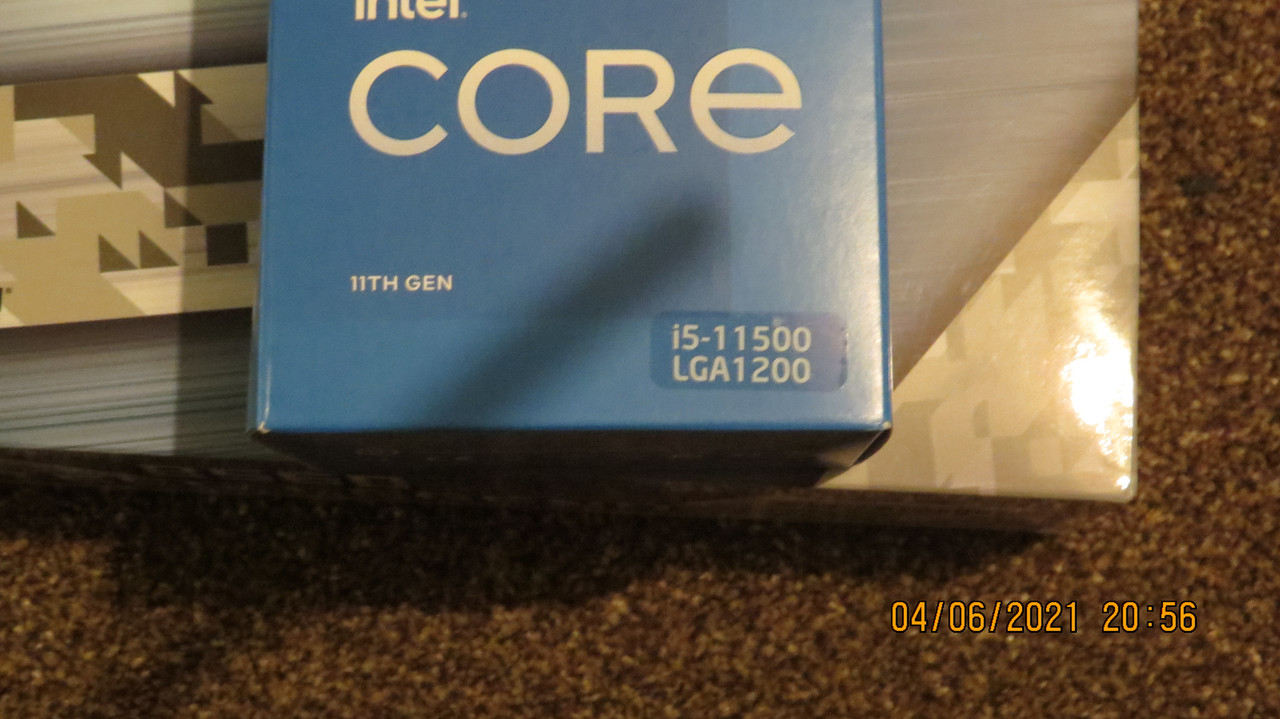 intel.
CORE
11TH GEN
i5-11500
LGA1200
04/06/2021 20:56